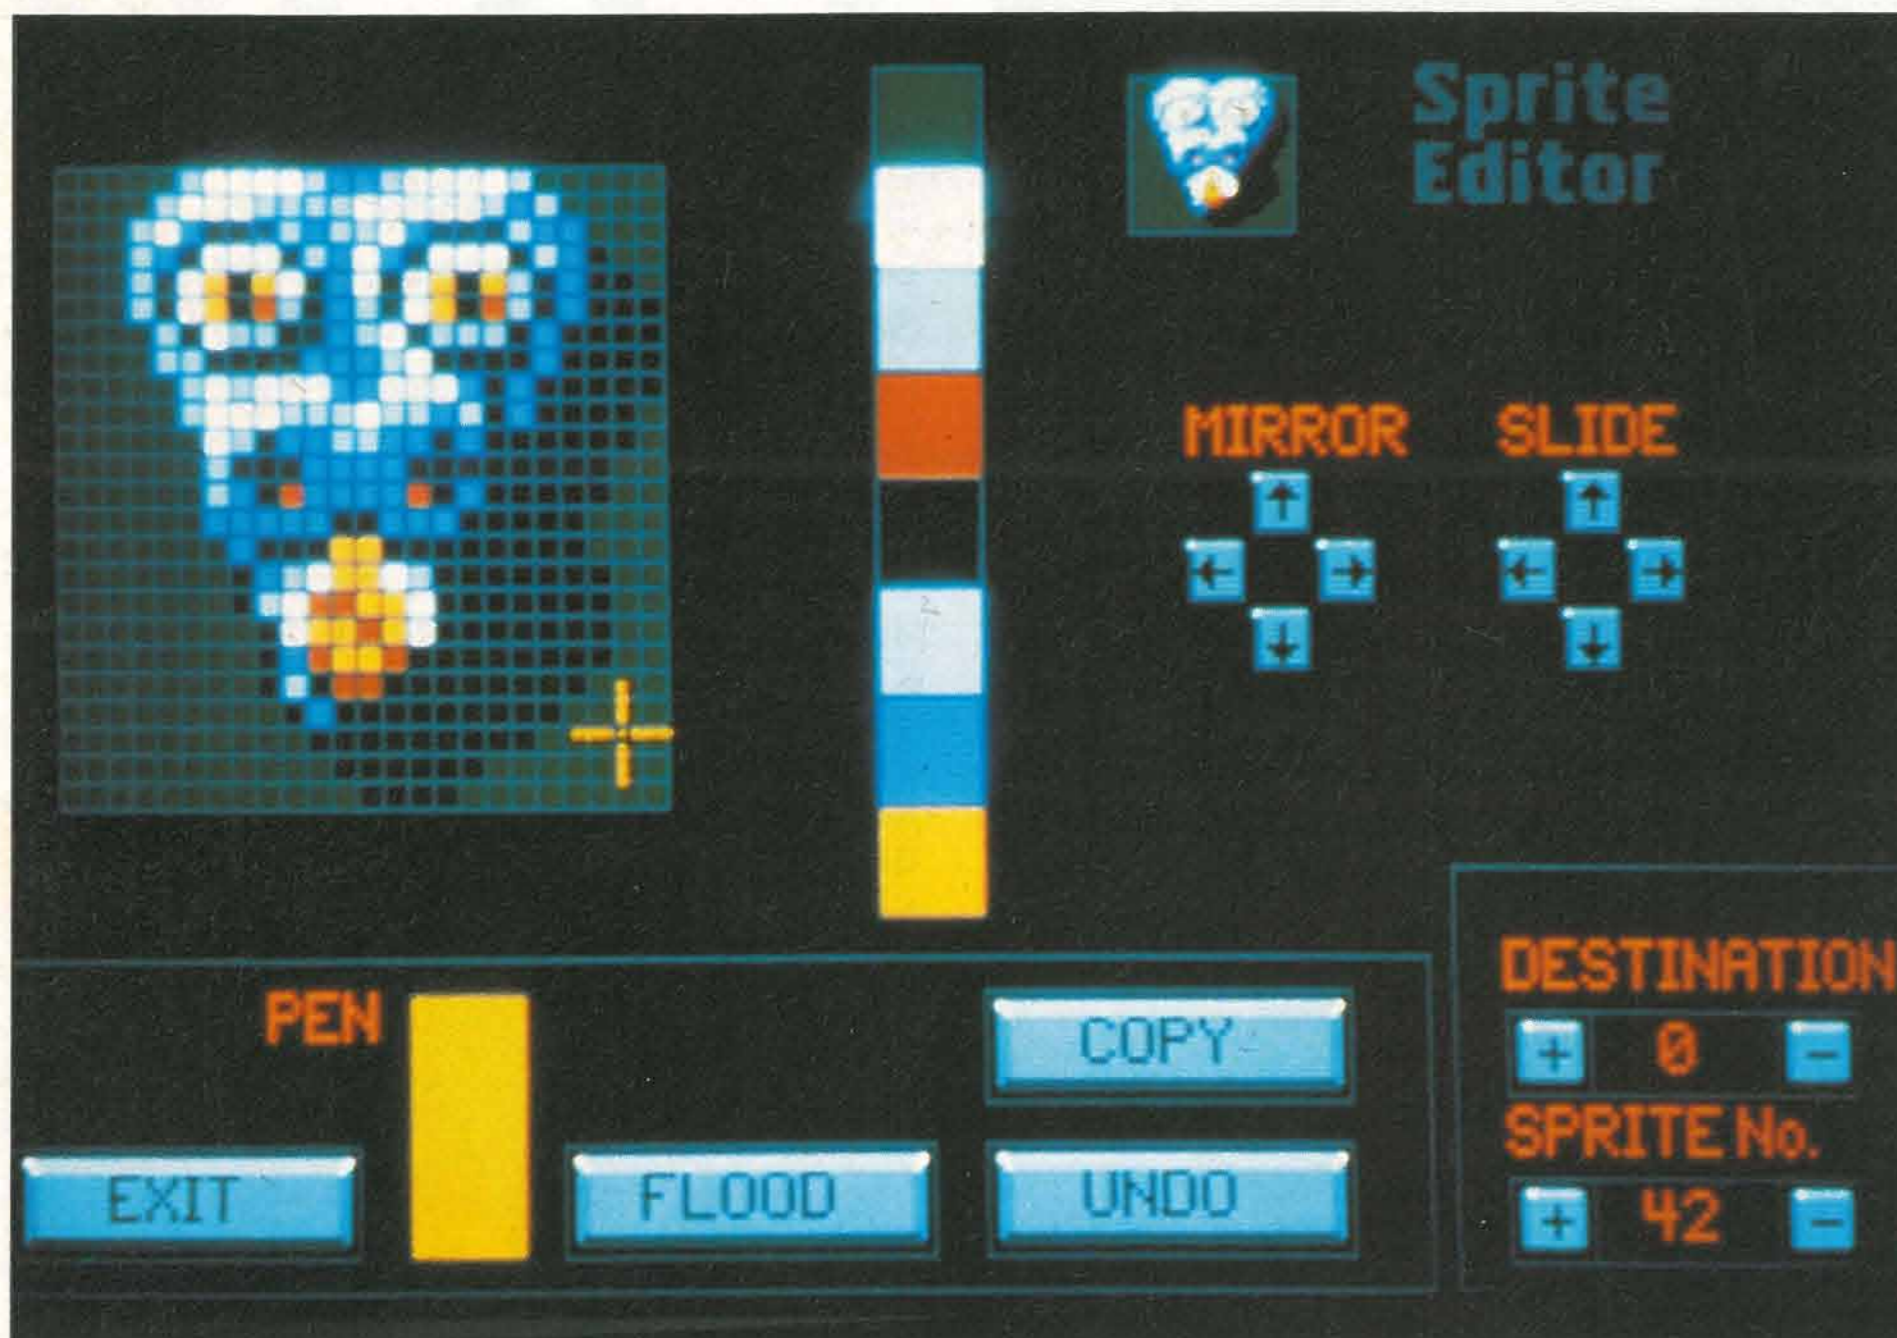 Sprite
Editor
MIRROR
SLIDE
PEN
COPY
EXIT
FLOOD
UNDO
DESTINATION
+ 0 −
SPRITE No.
+ 42 −